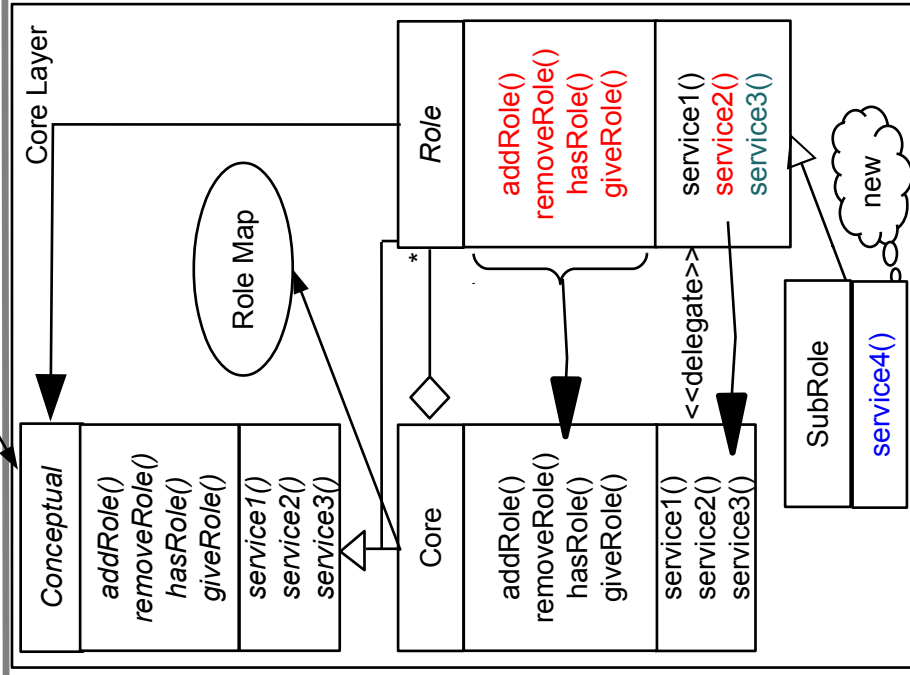 Core Layer
Conceptual
addRole()
removeRole()
hasRole()
giveRole()
service1()
service2()
service3()
Role Map
Core
addRole()
removeRole()
hasRole()
giveRole()
service1()
service2()
service3()
*
<<delegate>>
Role
addRole()
removeRole()
hasRole()
giveRole()
service1()
service2()
service3()
SubRole
service4()
new